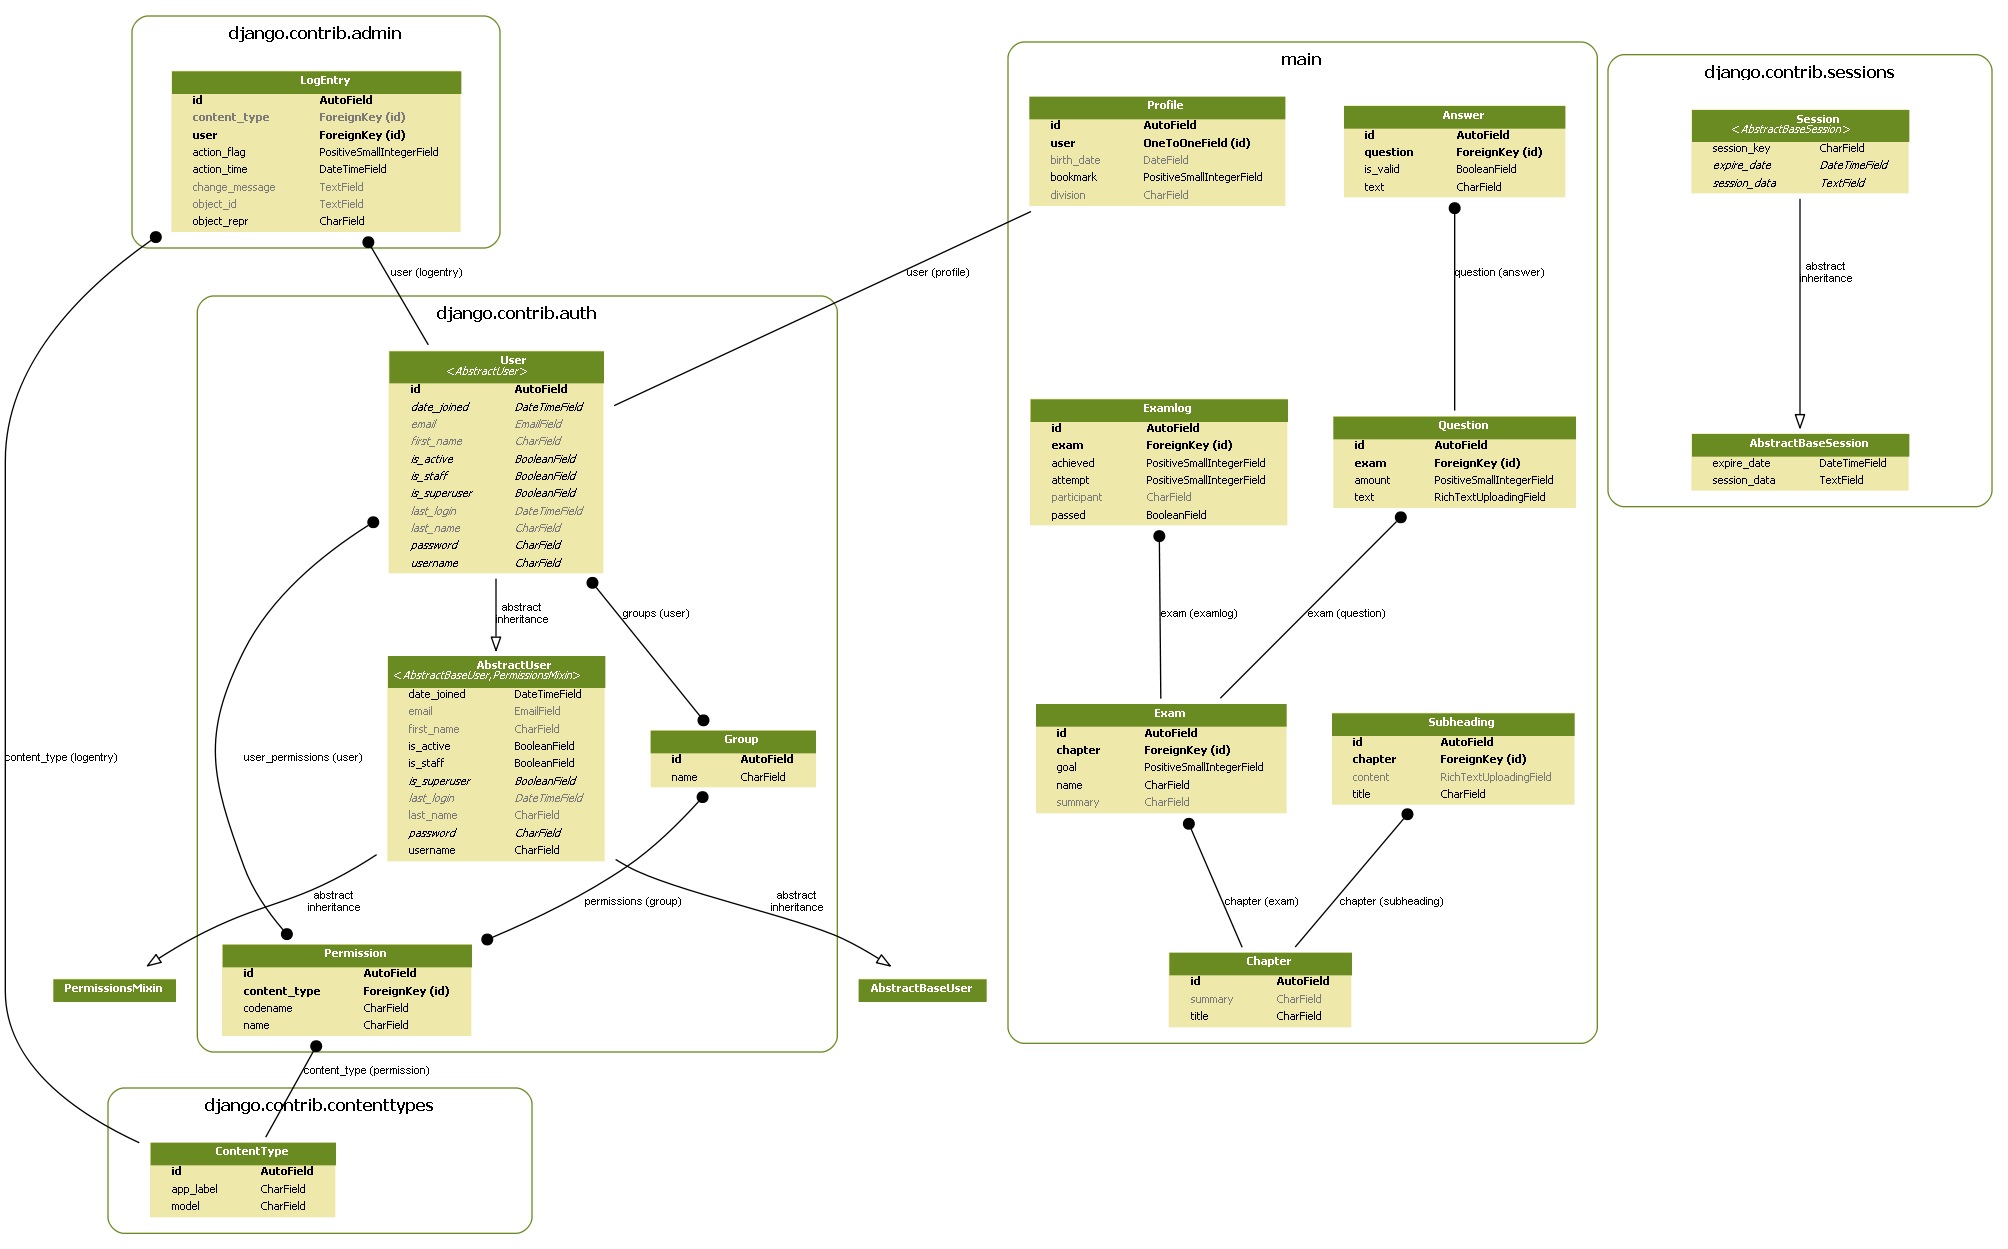 django.contrib.admin
LogEntry
id AutoField
content_type ForeignKey (id)
user ForeignKey (id)
action_flag PositiveSmallIntegerField
action_time DateTimeField
change_message TextField
object_id TextField
object_repr CharField
user (logentry)
content_type (logentry)
django.contrib.auth
User
<AbstractUser>
id AutoField
date_joined DateTimeField
email EmailField
first_name CharField
is_active BooleanField
is_staff BooleanField
is_superuser BooleanField
last_login DateTimeField
last_name CharField
password CharField
username CharField
abstract
inheritance
groups (user)
user_permissions (user)
AbstractUser
<AbstractBaseUser,PermissionsMixin>
date_joined DateTimeField
email EmailField
first_name CharField
is_active BooleanField
is_staff BooleanField
is_superuser BooleanField
last_login DateTimeField
last_name CharField
password CharField
username CharField
Group
id AutoField
name CharField
abstract
inheritance
permissions (group)
abstract
inheritance
PermissionsMixin
Permission
id AutoField
content_type ForeignKey (id)
codename CharField
name CharField
AbstractBaseUser
content_type (permission)
django.contrib.contenttypes
ContentType
id AutoField
app_label CharField
model CharField
main
Profile
id AutoField
user OneToOneField (id)
birth_date DateField
bookmark PositiveSmallIntegerField
division CharField
user (profile)
Answer
id AutoField
question ForeignKey (id)
is_valid BooleanField
text CharField
question (answer)
Examlog
id AutoField
exam ForeignKey (id)
achieved PositiveSmallIntegerField
attempt PositiveSmallIntegerField
participant CharField
passed BooleanField
Question
id AutoField
exam ForeignKey (id)
amount PositiveSmallIntegerField
text RichTextUploadingField
exam (examlog)
exam (question)
Exam
id AutoField
chapter ForeignKey (id)
goal PositiveSmallIntegerField
name CharField
summary CharField
Subheading
id AutoField
chapter ForeignKey (id)
content RichTextUploadingField
title CharField
chapter (exam)
chapter (subheading)
Chapter
id AutoField
summary CharField
title CharField
django.contrib.sessions
Session
<AbstractBaseSession>
session_key CharField
expire_date DateTimeField
session_data TextField
abstract
inheritance
AbstractBaseSession
expire_date DateTimeField
session_data TextField